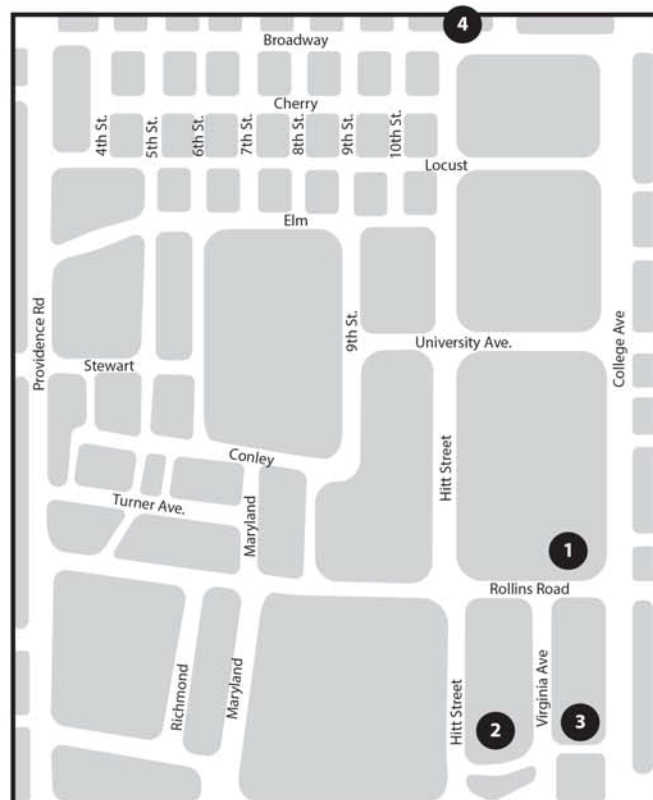 4
Broadway
Cherry
4th St.
5th St.
6th St.
7th St.
8th St.
9th St.
10th St.
Locust
Elm
Providence Rd
9th St.
University Ave.
College Ave
Stewart
Conley
Hitt Street
Turner Ave.
Maryland
1
Rollins Road
Richmond
Maryland
Hitt Street
2
Virginia Ave
3